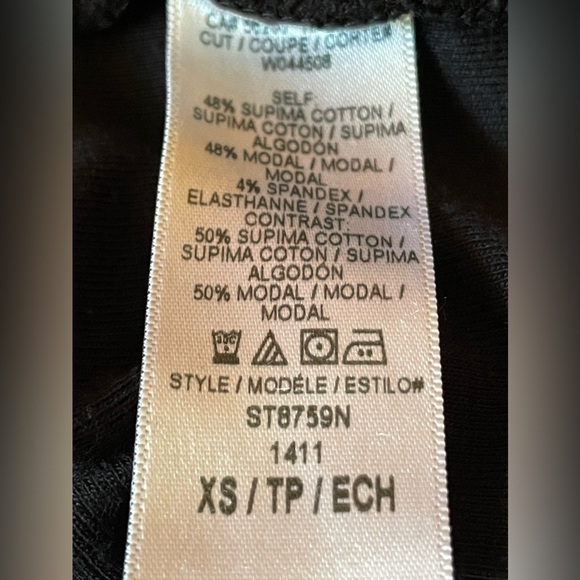 CA#
CUT / COUPE / CORTE#
W044508
SELF:
48% SUPIMA COTTON /
SUPIMA COTON / SUPIMA
ALGODÓN
48% MODAL / MODAL /
MODAL
4% SPANDEX /
ELASTHANNE / SPANDEX
CONTRAST:
50% SUPIMA COTTON /
SUPIMA COTON / SUPIMA
ALGODÓN
50% MODAL / MODAL /
MODAL
STYLE / MODÉLE / ESTILO#
ST8759N
1411
XS / TP / ECH